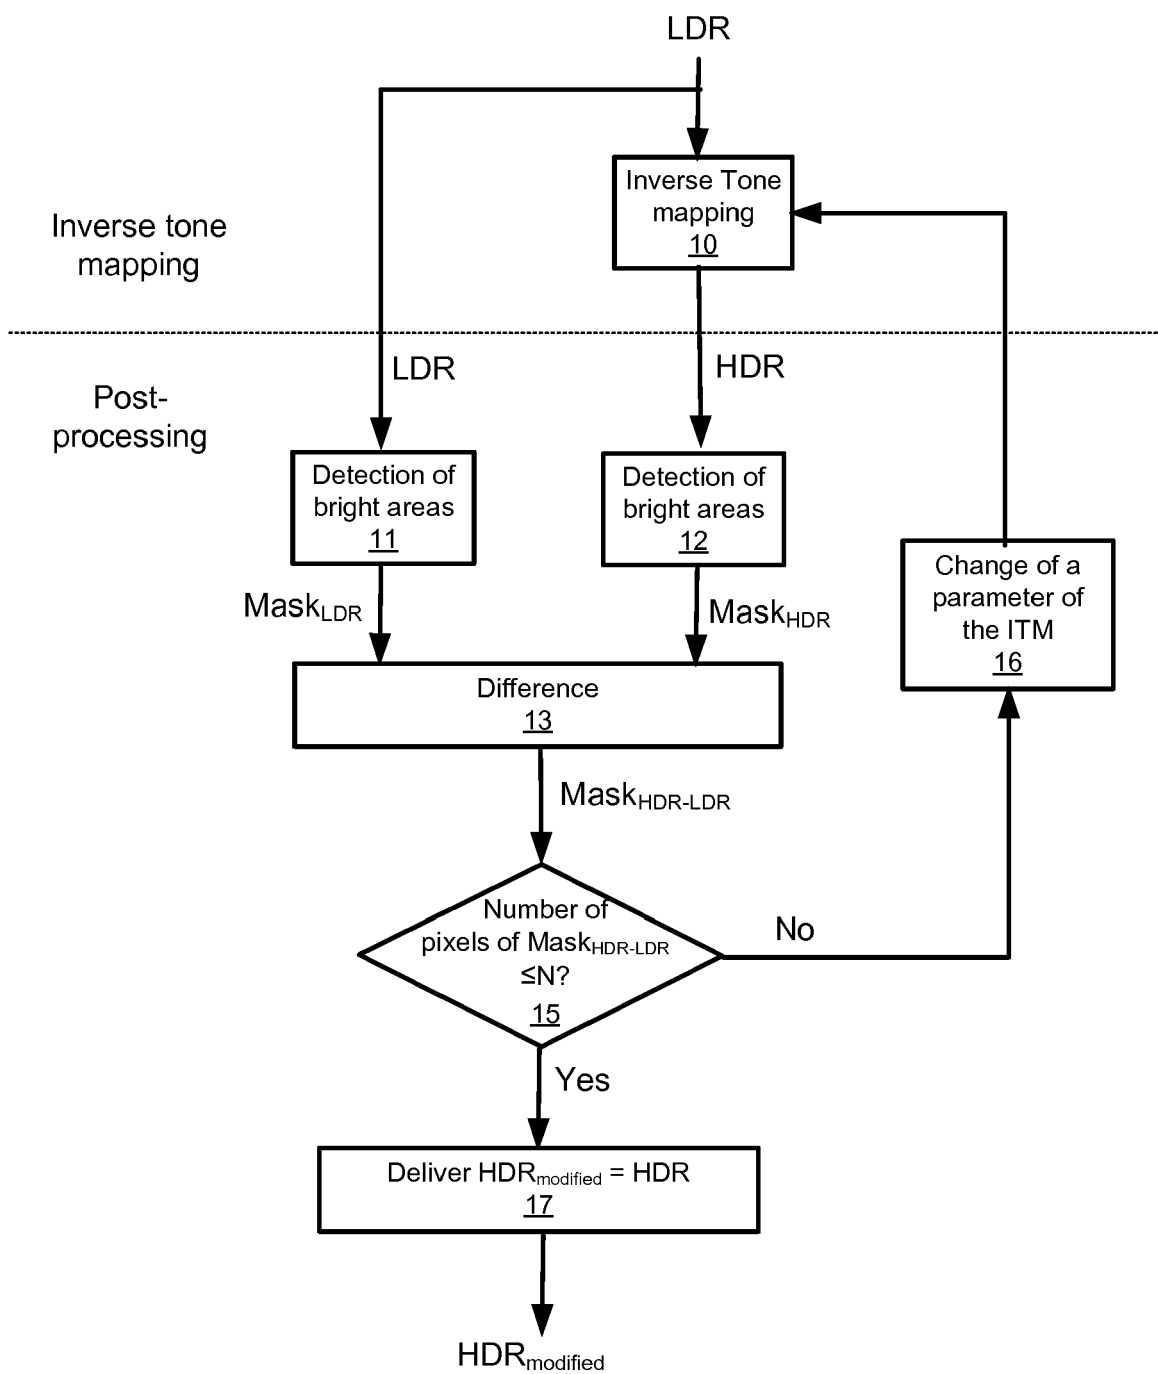 LDR
Inverse Tone
mapping
10
Inverse tone
mapping
LDR
HDR
Post-
processing
Detection of
bright areas
11
Detection of
bright areas
12
Change of a
parameter of
the ITM
16
MaskLDR
MaskHDR
Difference
13
MaskHDR-LDR
Number of
pixels of MaskHDR-LDR
≤N?
15
No
Yes
Deliver HDRmodified = HDR
17
HDRmodified